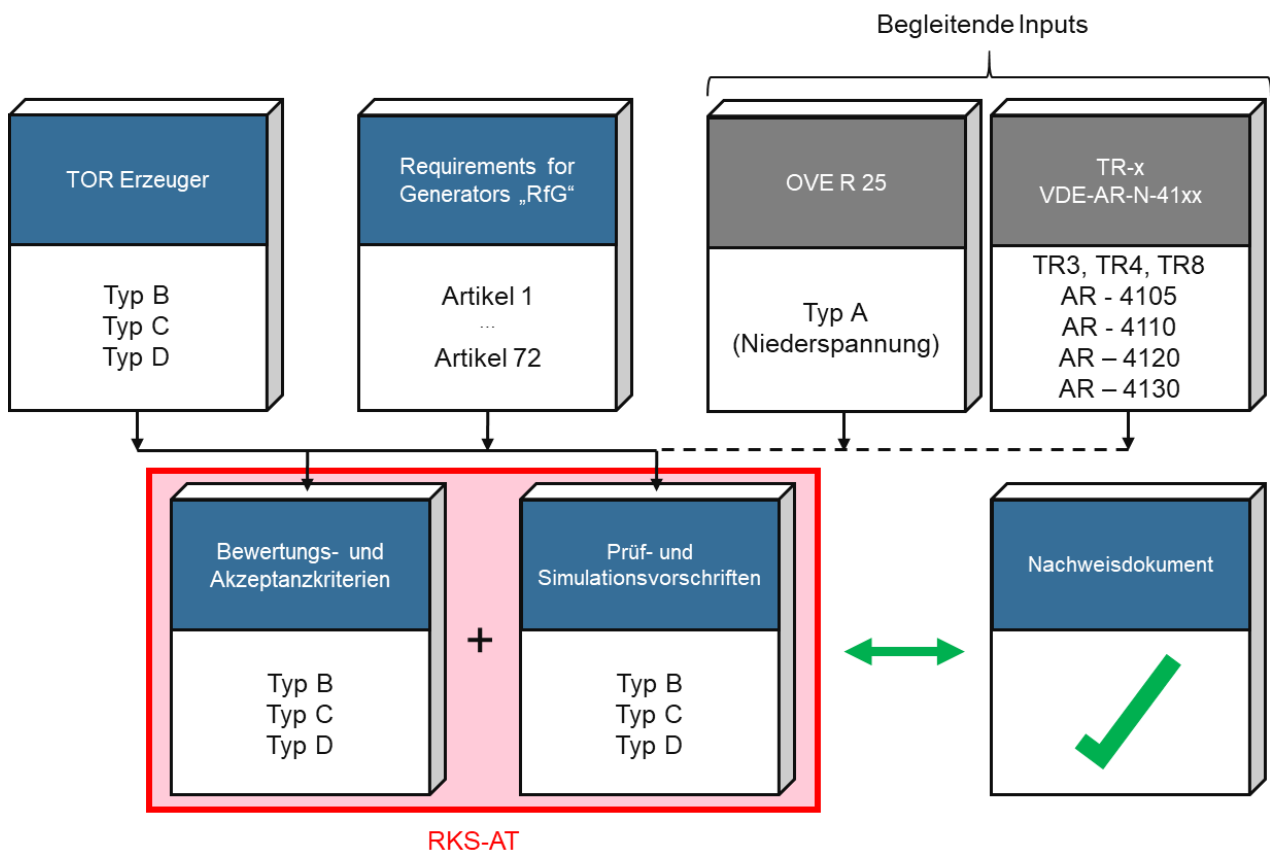 Begleitende Inputs
TOR Erzeuger
Typ B
Typ C
Typ D
Requirements for
Generators „RfG“
Artikel 1
...
Artikel 72
OVE R 25
Typ A
(Niederspannung)
TR-x
VDE-AR-N-41xx
TR3, TR4, TR8
AR - 4105
AR - 4110
AR – 4120
AR – 4130
Bewertungs- und
Akzeptanzkriterien
Typ B
Typ C
Typ D
+
Prüf- und
Simulationsvorschriften
Typ B
Typ C
Typ D
Nachweisdokument
RKS-AT